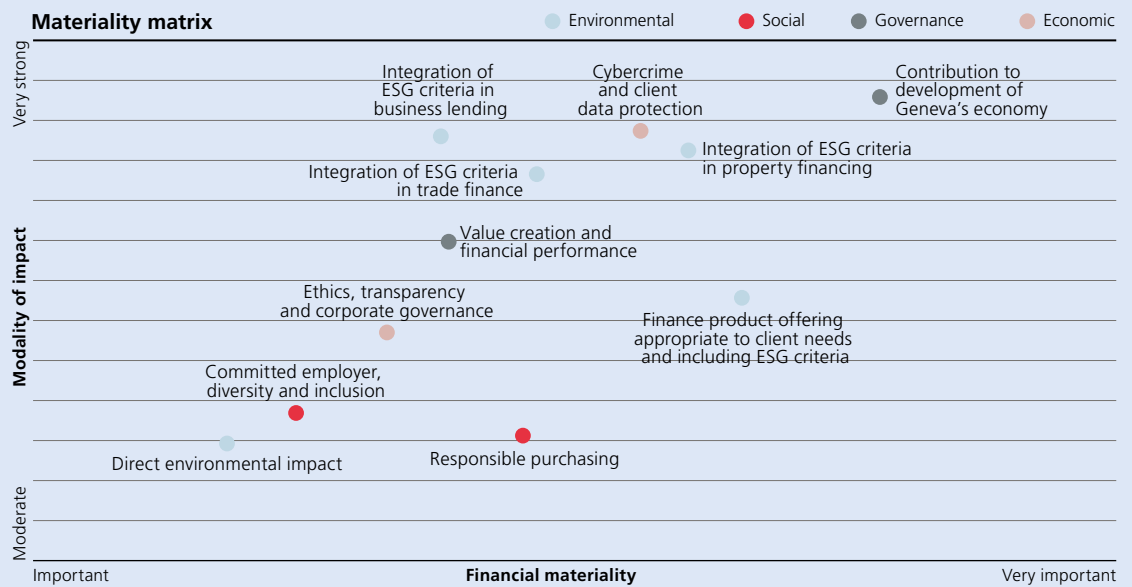 Materiality matrix
Environmental
Social
Governance
Economic
Very strong
Integration of
ESG criteria in
business lending
Cybercrime
and client
data protection
Contribution to
development of
Geneva's economy
Integration of ESG criteria
in property financing
Integration of ESG criteria
in trade finance
Value creation and
financial performance
Modality of impact
Ethics, transparency
and corporate governance
Finance product offering
appropriate to client needs
and including ESG criteria
Committed employer,
diversity and inclusion
Direct environmental impact
Responsible purchasing
Moderate
Important
Financial materiality
Very important